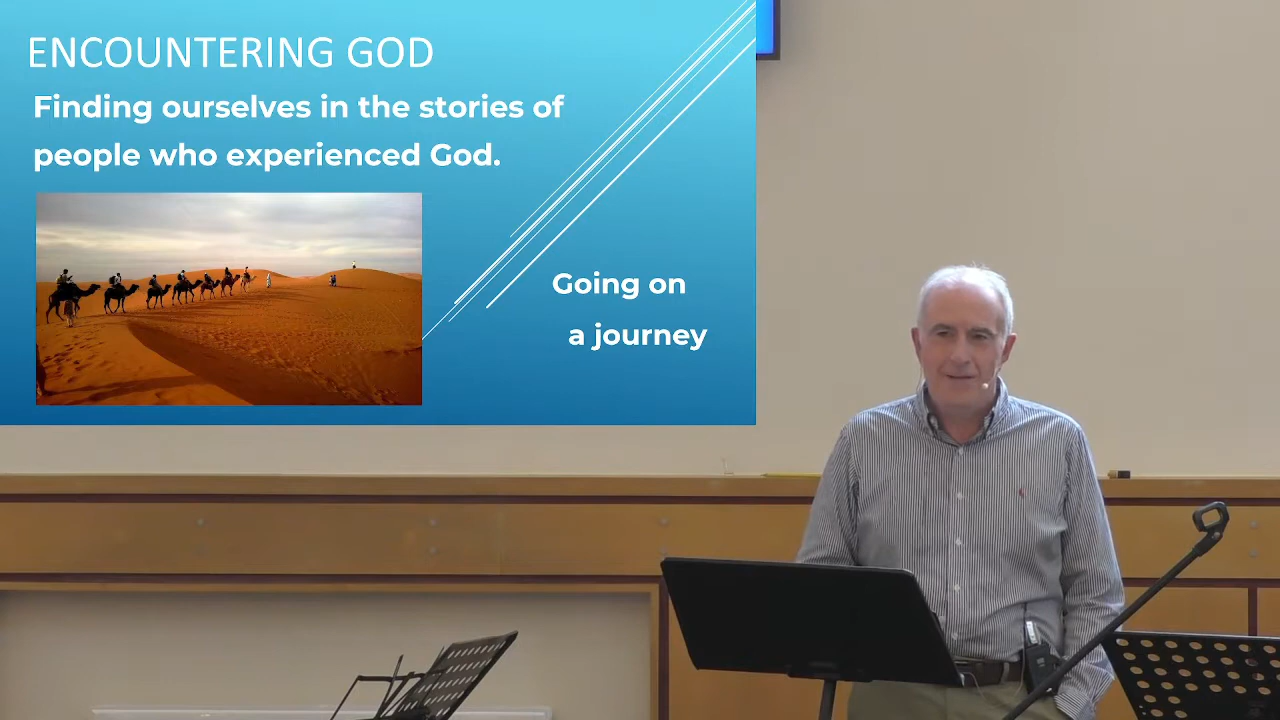 ENCOUNTERING GOD
Finding ourselves in the stories of
people who experienced God.
Going on
a journey